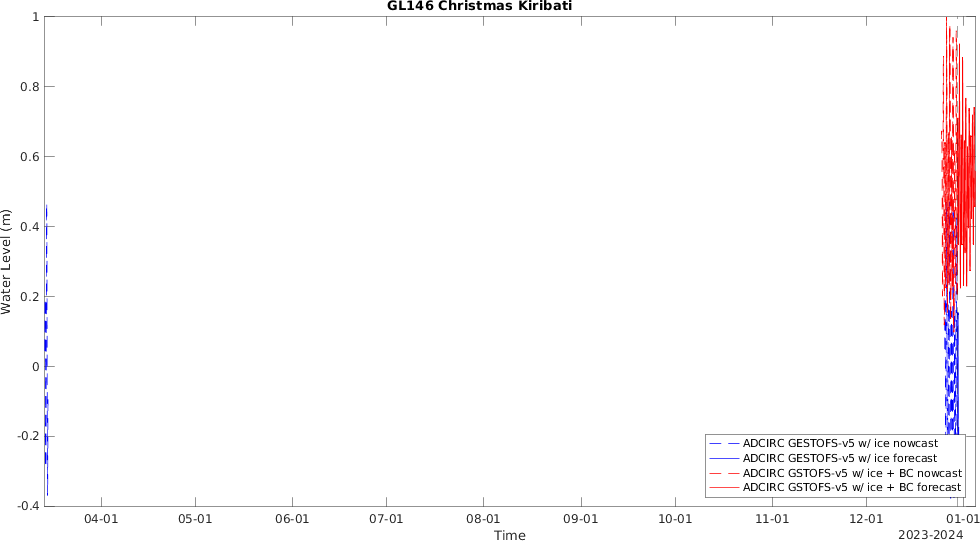 GL146 Christmas Kiribati
1
0.8
0.6
0.4
0.2
0
-0.2
-0.4
Water Level (m)
ADCIRC GESTOFS-v5 w/ ice nowcast
ADCIRC GESTOFS-v5 w/ ice forecast
ADCIRC GSTOFS-v5 w/ ice + BC nowcast
ADCIRC GSTOFS-v5 w/ ice + BC forecast
04-01 05-01 06-01 07-01 08-01 09-01 10-01 11-01 12-01 01-01
Time
2023-2024